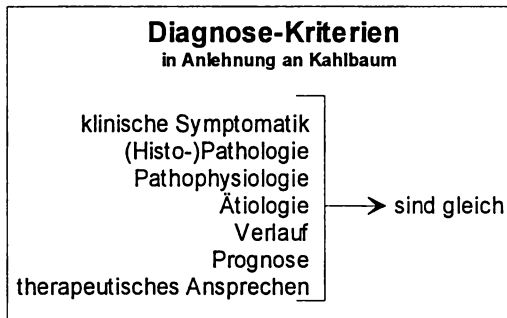 Diagnose-Kriterien
in Anlehnung an Kahlbaum
klinische Symptomatik
(Histo-)Pathologie
Pathophysiologie
Ätiologie
Verlauf
Prognose
therapeutisches Ansprechen
sind gleich